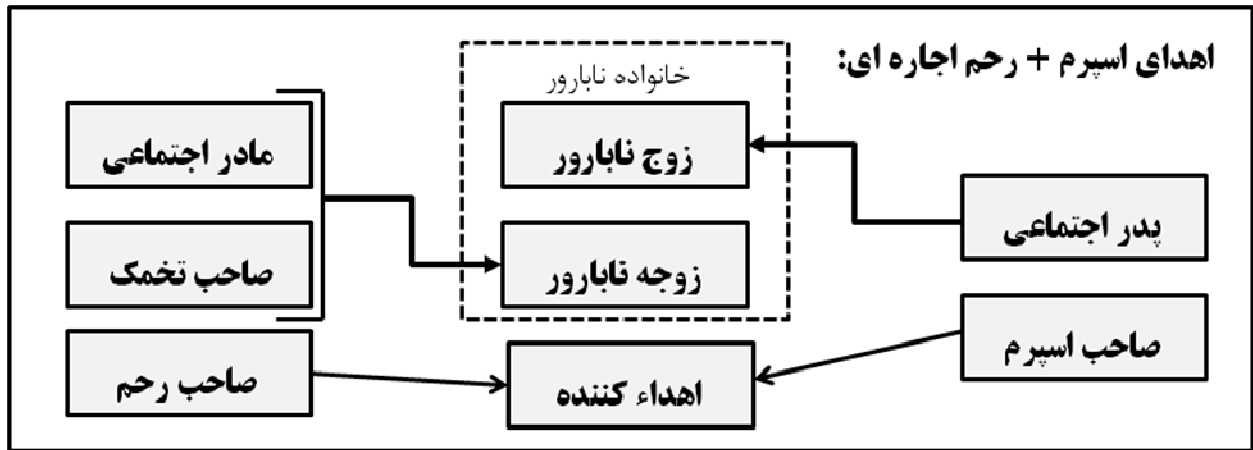 اهدای اسپرم + رحم اجاره ای:
خانواده نابارور
زوج نابارور
زوجه نابارور
پدر اجتماعی
صاحب اسپرم
مادر اجتماعی
صاحب تخمک
صاحب رحم
اهداء کننده